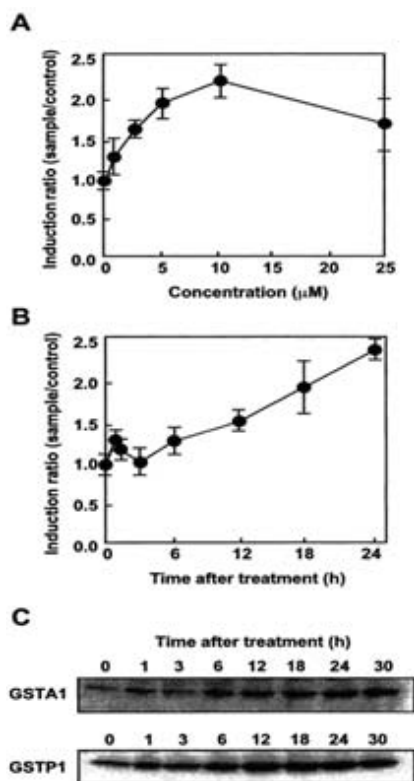 A
Induction ratio (sample/control)
2.5
2.0
1.5
1.0
0.5
0.0
0 5 10 15 20 25
Concentration (μM)
B
Induction ratio (sample/control)
2.5
2.0
1.5
1.0
0.5
0.0
0 6 12 18 24
Time after treatment (h)
C
Time after treatment (h)
0 1 3 6 12 18 24 30
GSTA1
0 1 3 6 12 18 24 30
GSTP1